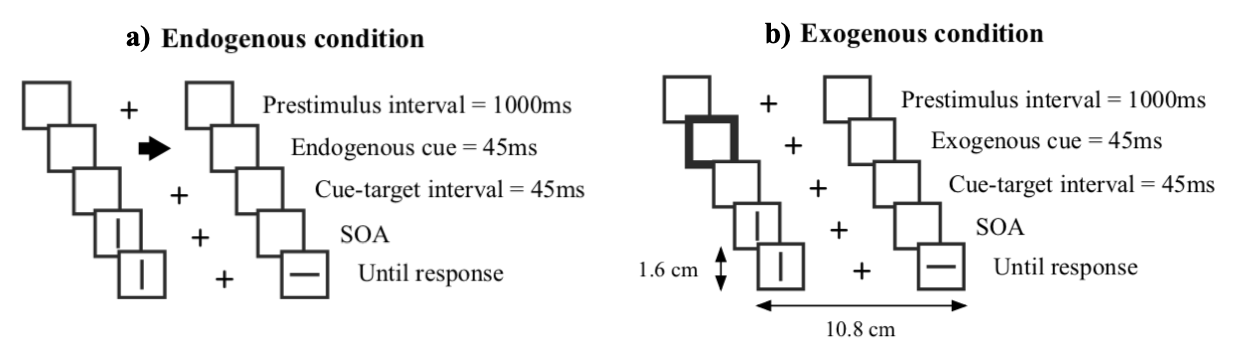 a) Endogenous condition
Prestimulus interval = 1000ms
Endogenous cue = 45ms
Cue-target interval = 45ms
SOA
Until response
b) Exogenous condition
Prestimulus interval = 1000ms
Exogenous cue = 45ms
Cue-target interval = 45ms
SOA
Until response
1.6 cm
10.8 cm